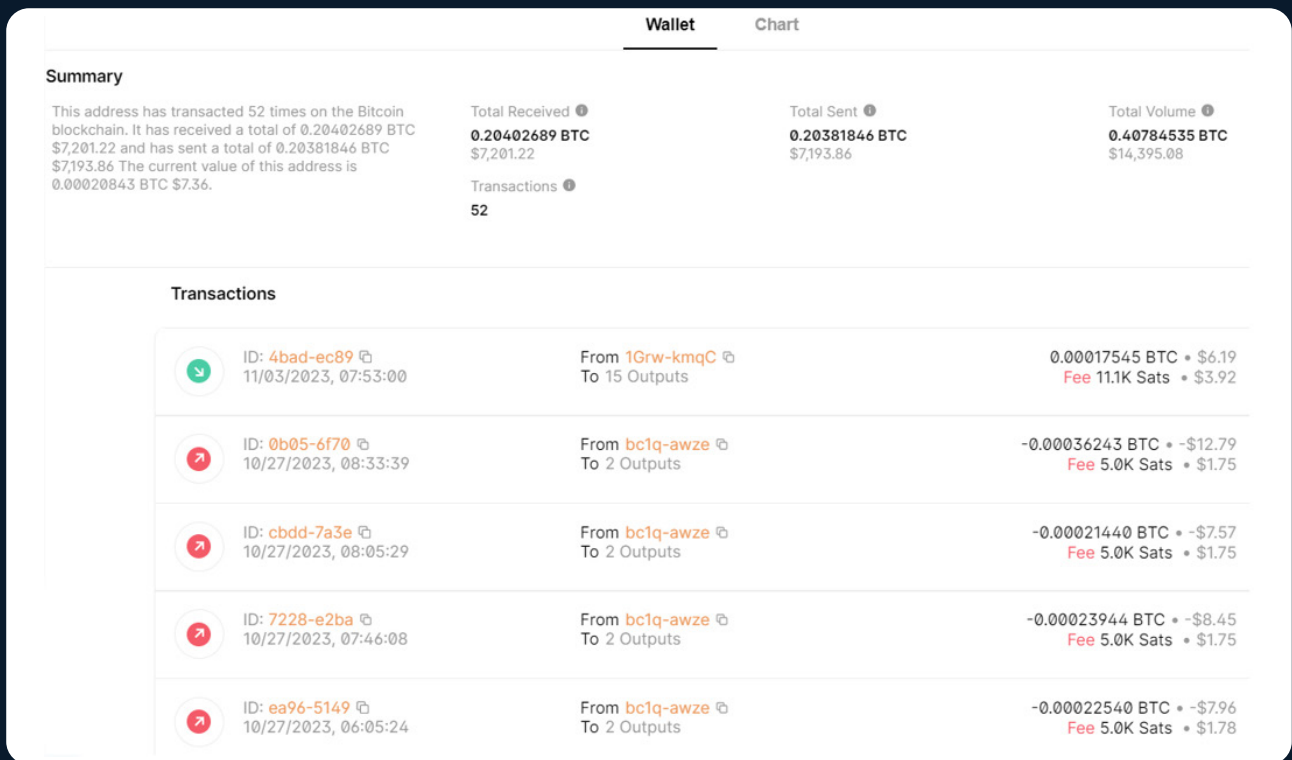 Wallet Chart
Summary
This address has transacted 52 times on the Bitcoin
blockchain. It has received a total of 0.20402689 BTC
$7,201.22 and has sent a total of 0.20381846 BTC
$7,193.86 The current value of this address is
0.00020843 BTC $7.36.
Total Received
0.20402689 BTC
$7,201.22
Total Sent
0.20381846 BTC
$7,193.86
Total Volume
0.40784535 BTC
$14,395.08
Transactions
52
Transactions
ID: 4bad-ec89
11/03/2023, 07:53:00
From 1Grw-kmqC
To 15 Outputs
0.00017545 BTC • $6.19
Fee 11.1K Sats • $3.92
ID: 0b05-6f70
10/27/2023, 08:33:39
From bc1q-awze
To 2 Outputs
-0.00036243 BTC • -$12.79
Fee 5.0K Sats • $1.75
ID: cbdd-7a3e
10/27/2023, 08:05:29
From bc1q-awze
To 2 Outputs
-0.00021440 BTC • -$7.57
Fee 5.0K Sats • $1.75
ID: 7228-e2ba
10/27/2023, 07:46:08
From bc1q-awze
To 2 Outputs
-0.00023944 BTC • -$8.45
Fee 5.0K Sats • $1.75
ID: ea96-5149
10/27/2023, 06:05:24
From bc1q-awze
To 2 Outputs
-0.00022540 BTC • -$7.96
Fee 5.0K Sats • $1.78